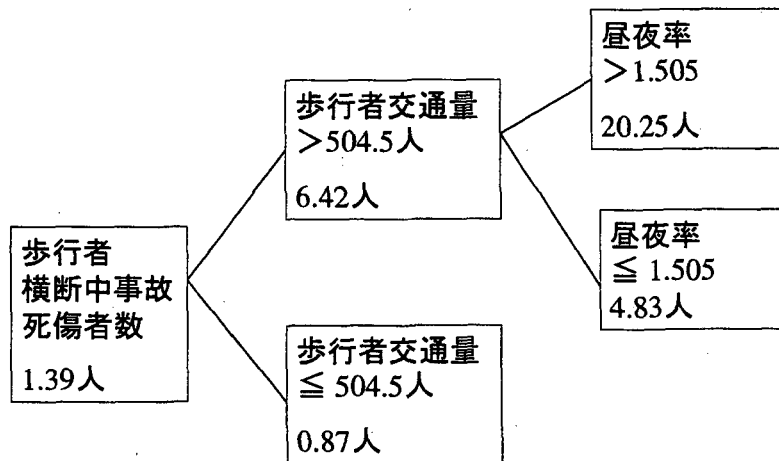 歩行者
横断中事故
死傷者数
1.39人
歩行者交通量
＞504.5人
6.42人
歩行者交通量
≦ 504.5人
0.87人
昼夜率
＞1.505
20.25人
昼夜率
≦ 1.505
4.83人